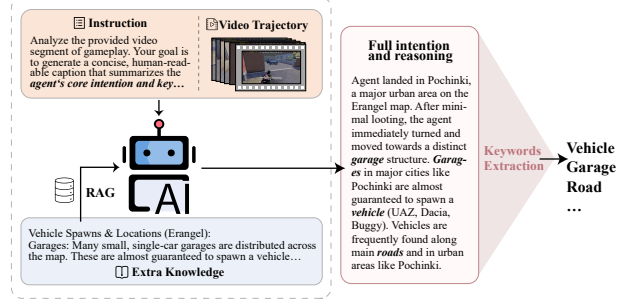 Instruction
Analyze the provided video
segment of gameplay. Your goal is
to generate a concise, human-read-
able caption that summarizes the
agent's core intention and key…
Video Trajectory
RAG
AI
Vehicle Spawns & Locations (Erangel):
Garages: Many small, single-car garages are distributed across
the map. These are almost guaranteed to spawn a vehicle…
Extra Knowledge
Full intention
and reasoning
Agent landed in Pochinki,
a major urban area on the
Erangel map. After mini-
mal looting, the agent
immediately turned and
moved towards a distinct
garage structure. Garag-
es in major cities like
Pochinki are almost
guaranteed to spawn a
vehicle (UAZ, Dacia,
Buggy). Vehicles are
frequently found along
main roads and in urban
areas like Pochinki.
Keywords
Extraction
Vehicle
Garage
Road
…